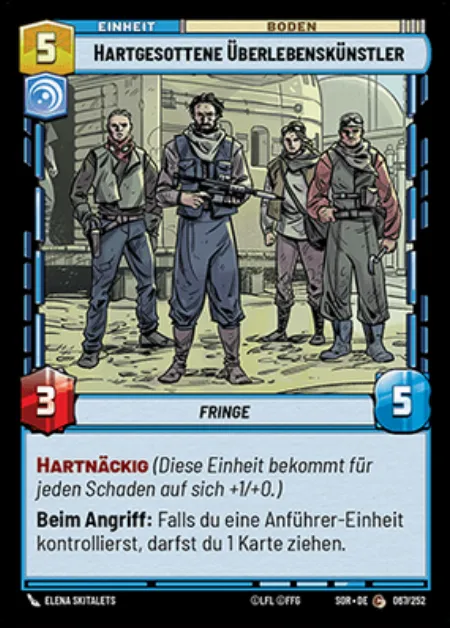 5
EINHEIT
BODEN
HARTGESOTTENE ÜBERLEBENSKÜNSTLER
3
FRINGE
5
HARTNÄCKIG (Diese Einheit bekommt für
jeden Schaden auf sich +1/+0.)
Beim Angriff: Falls du eine Anführer-Einheit
kontrollierst, darfst du 1 Karte ziehen.
ELENA SKITALETS
©LFL ©FFG
SOR • DE
C
067/252